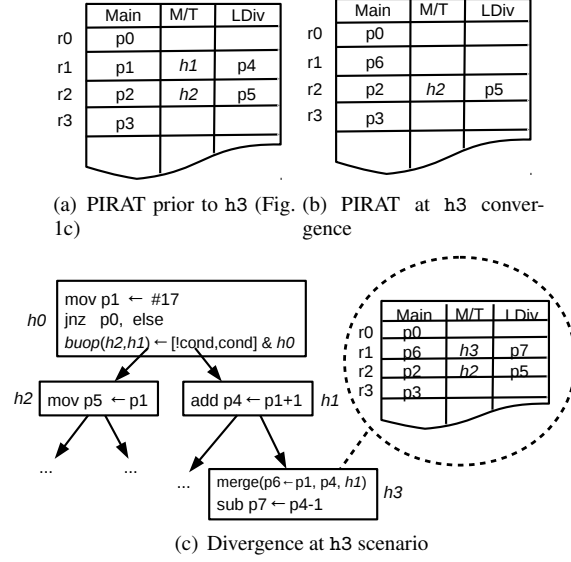 Main M/T LDiv
r0 p0
r1 p1 h1 p4
r2 p2 h2 p5
r3 p3
Main M/T LDiv
r0 p0
r1 p6
r2 p2 h2 p5
r3 p3
(a) PIRAT prior to h3 (Fig.
1c)
(b) PIRAT at h3 conver-
gence
h0
mov p1 ← #17
jnz p0, else
buop(h2,h1) ← [!cond,cond] & h0
h2 mov p5 ← p1
add p4 ← p1+1 h1
... ... ...
merge(p6←p1, p4, h1)
sub p7 ← p4-1
h3
Main M/T LDiv
r0 p0
r1 p6 h3 p7
r2 p2 h2 p5
r3 p3
(c) Divergence at h3 scenario